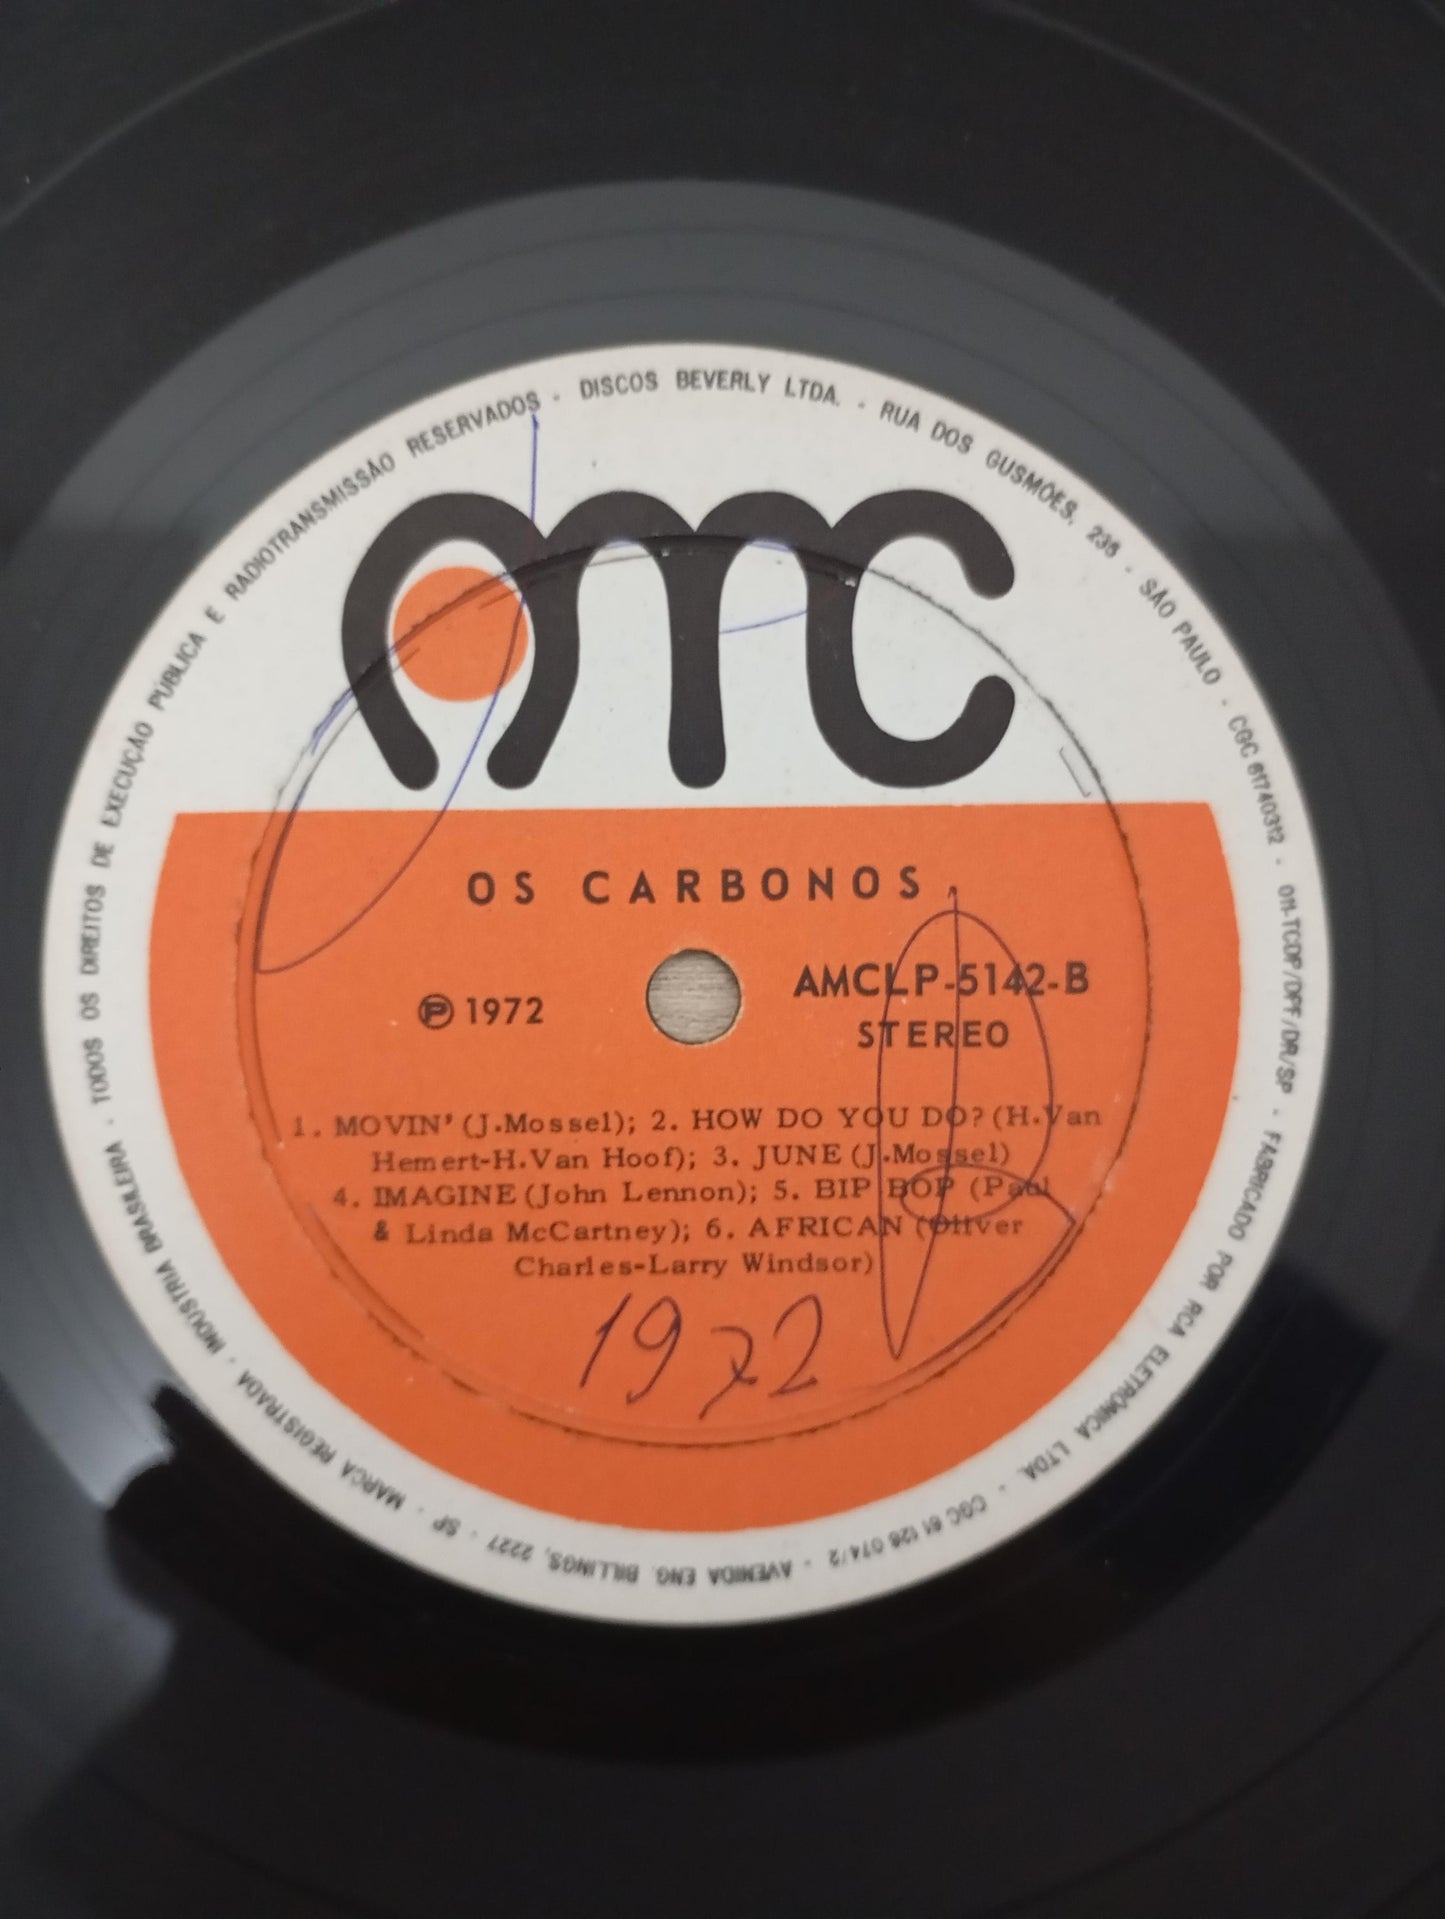 TODOS OS DIREITOS DE EXECUÇÃO PÚBLICA E RADIOTRANSMISSÃO RESERVADOS - DISCOS BEVERLY LTDA. - RUA DOS GUSMÕES, 235 - SÃO PAULO - CGC 61740312 - 011-TCDP/DPF/DR/SP - FABRICADO POR RCA ELETRÔNICA LTDA. - CGC 61 126 074/2 - AVENIDA ENG. BILLINGS, 2227 - SP - MARCA REGISTRADA - INDÚSTRIA BRASILEIRA -
AMC
OS CARBONOS
℗ 1972
AMCLP-5142-B
STEREO
1. MOVIN' (J.Mossel); 2. HOW DO YOU DO? (H.Van
Hemert-H.Van Hoof); 3. JUNE (J.Mossel)
4. IMAGINE (John Lennon); 5. BIP BOP (Paul
& Linda McCartney); 6. AFRICAN (Oliver
Charles-Larry Windsor)
1972